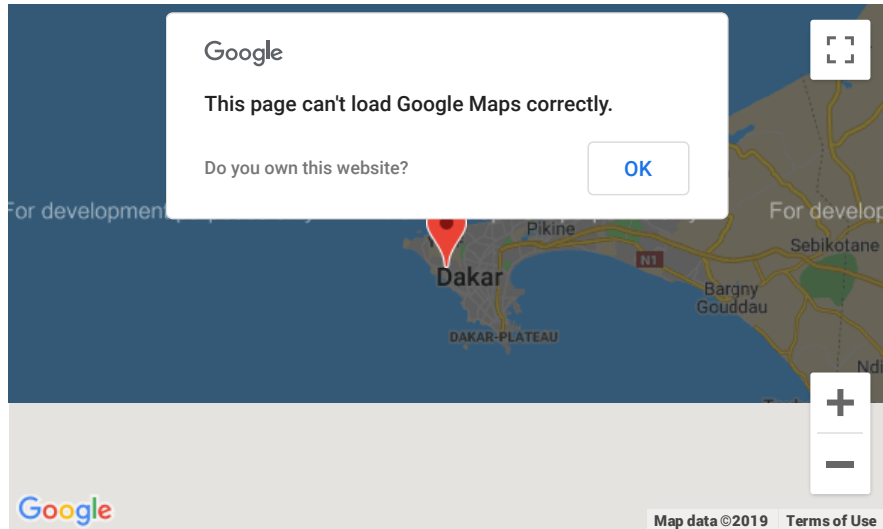 Google
This page can't load Google Maps correctly.
Do you own this website?
OK
For development
For develop
Pikine
Sebikotane
N1
Dakar
Bargny
Gouddau
DAKAR-PLATEAU
Ndi
Google
Map data ©2019
Terms of Use